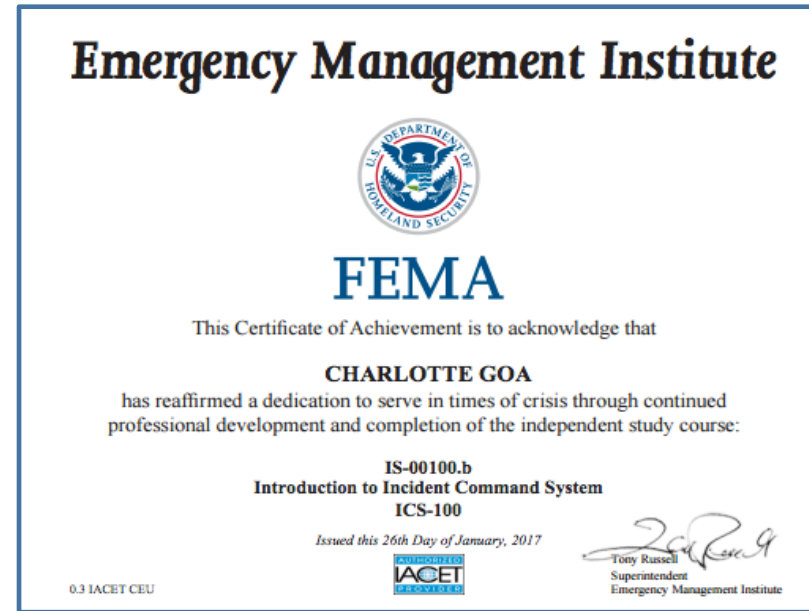 Emergency Management Institute
U.S. DEPARTMENT OF
HOMELAND SECURITY
FEMA
This Certificate of Achievement is to acknowledge that
CHARLOTTE GOA
has reaffirmed a dedication to serve in times of crisis through continued
professional development and completion of the independent study course:
IS-00100.b
Introduction to Incident Command System
ICS-100
Issued this 26th Day of January, 2017
Tony Russell
Superintendent
Emergency Management Institute
AUTHORIZED
IACET
PROVIDER
0.3 IACET CEU